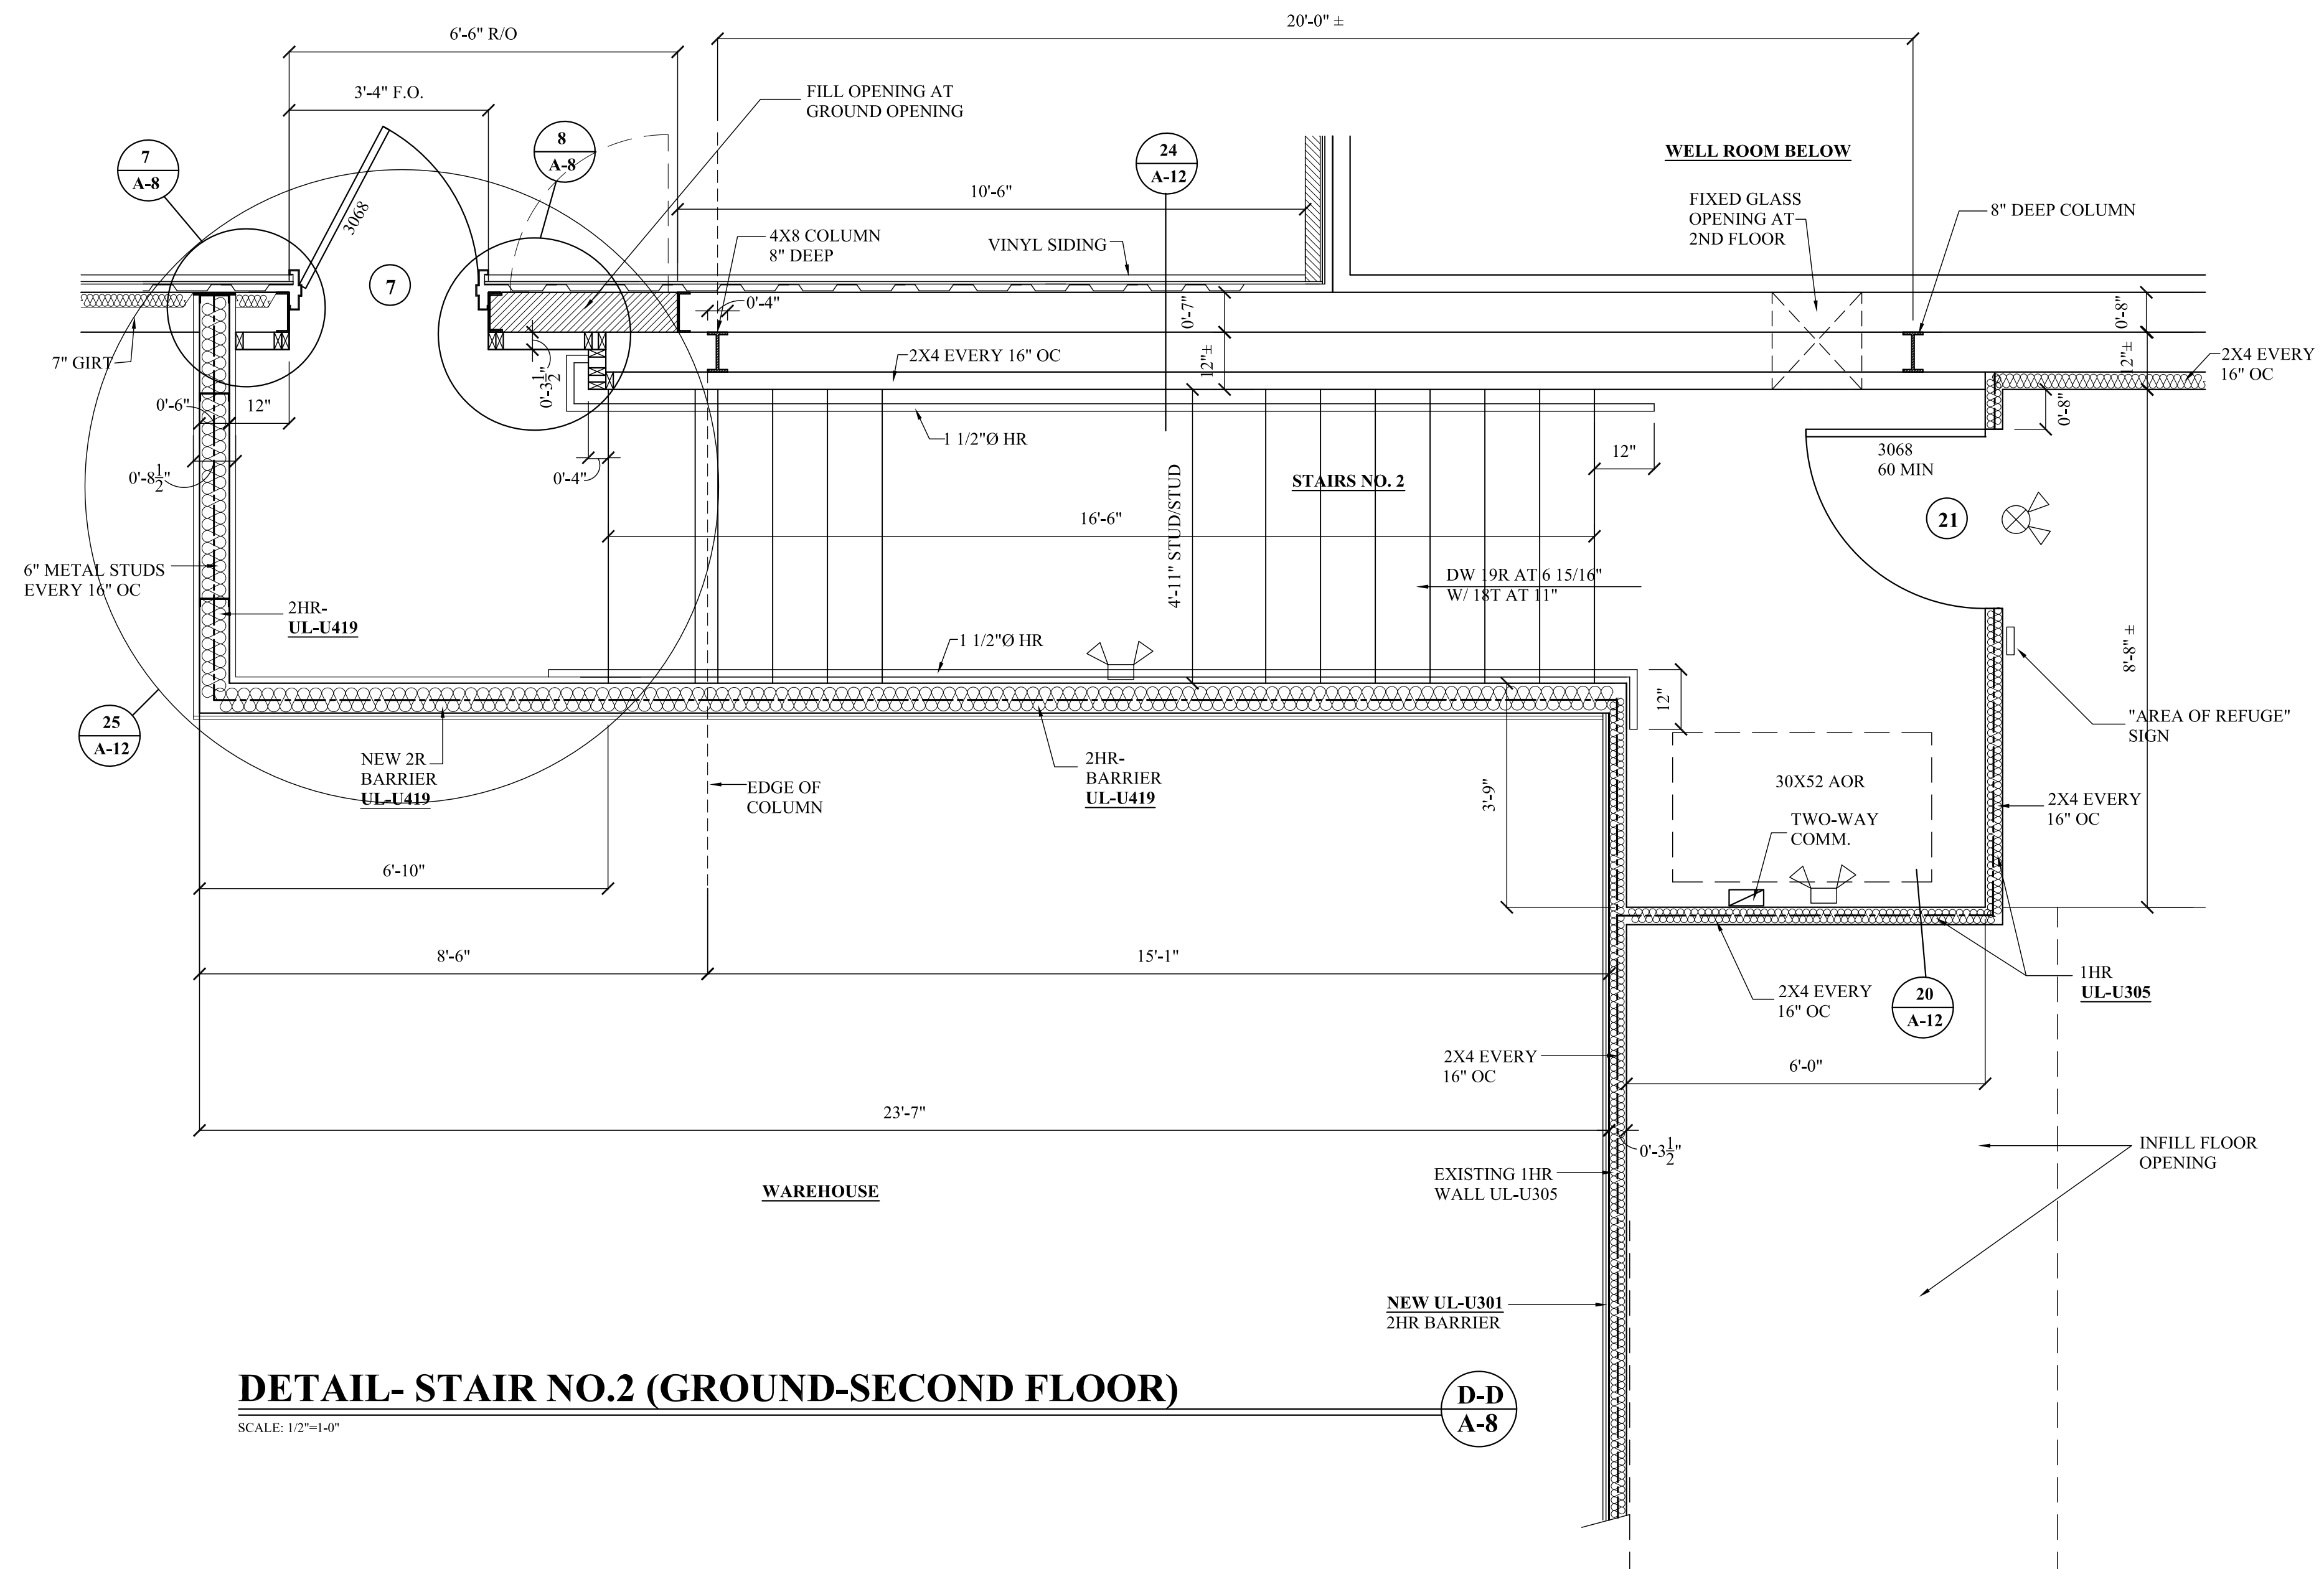 20'-0" ±
6'-6" R/O
3'-4" F.O.
FILL OPENING AT
GROUND OPENING
7
A-8
8
A-8
24
A-12
WELL ROOM BELOW
10'-6"
FIXED GLASS
OPENING AT
2ND FLOOR
8" DEEP COLUMN
3068
4X8 COLUMN
8" DEEP
VINYL SIDING
7
0'-4"
0'-7"
0'-8"
7" GIRT
2X4 EVERY 16" OC
12"±
12"±
2X4 EVERY
16" OC
0'-3 1/2"
0'-6"
12"
0'-8"
1 1/2"Ø HR
3068
60 MIN
0'-8 1/2"
0'-4"
12"
STAIRS NO. 2
4'-11" STUD/STUD
16'-6"
21
6" METAL STUDS
EVERY 16" OC
DW 19R AT 6 15/16"
W/ 18T AT 11"
2HR-
UL-U419
1 1/2"Ø HR
8'-8" ±
12"
25
A-12
"AREA OF REFUGE"
SIGN
NEW 2R
BARRIER
UL-U419
EDGE OF
COLUMN
2HR-
BARRIER
UL-U419
3'-9"
30X52 AOR
TWO-WAY
COMM.
2X4 EVERY
16" OC
6'-10"
8'-6"
15'-1"
2X4 EVERY
16" OC
20
A-12
1HR
UL-U305
2X4 EVERY
16" OC
6'-0"
23'-7"
0'-3 1/2"
INFILL FLOOR
OPENING
EXISTING 1HR
WALL UL-U305
WAREHOUSE
NEW UL-U301
2HR BARRIER
DETAIL- STAIR NO.2 (GROUND-SECOND FLOOR)
D-D
A-8
SCALE: 1/2"=1-0"